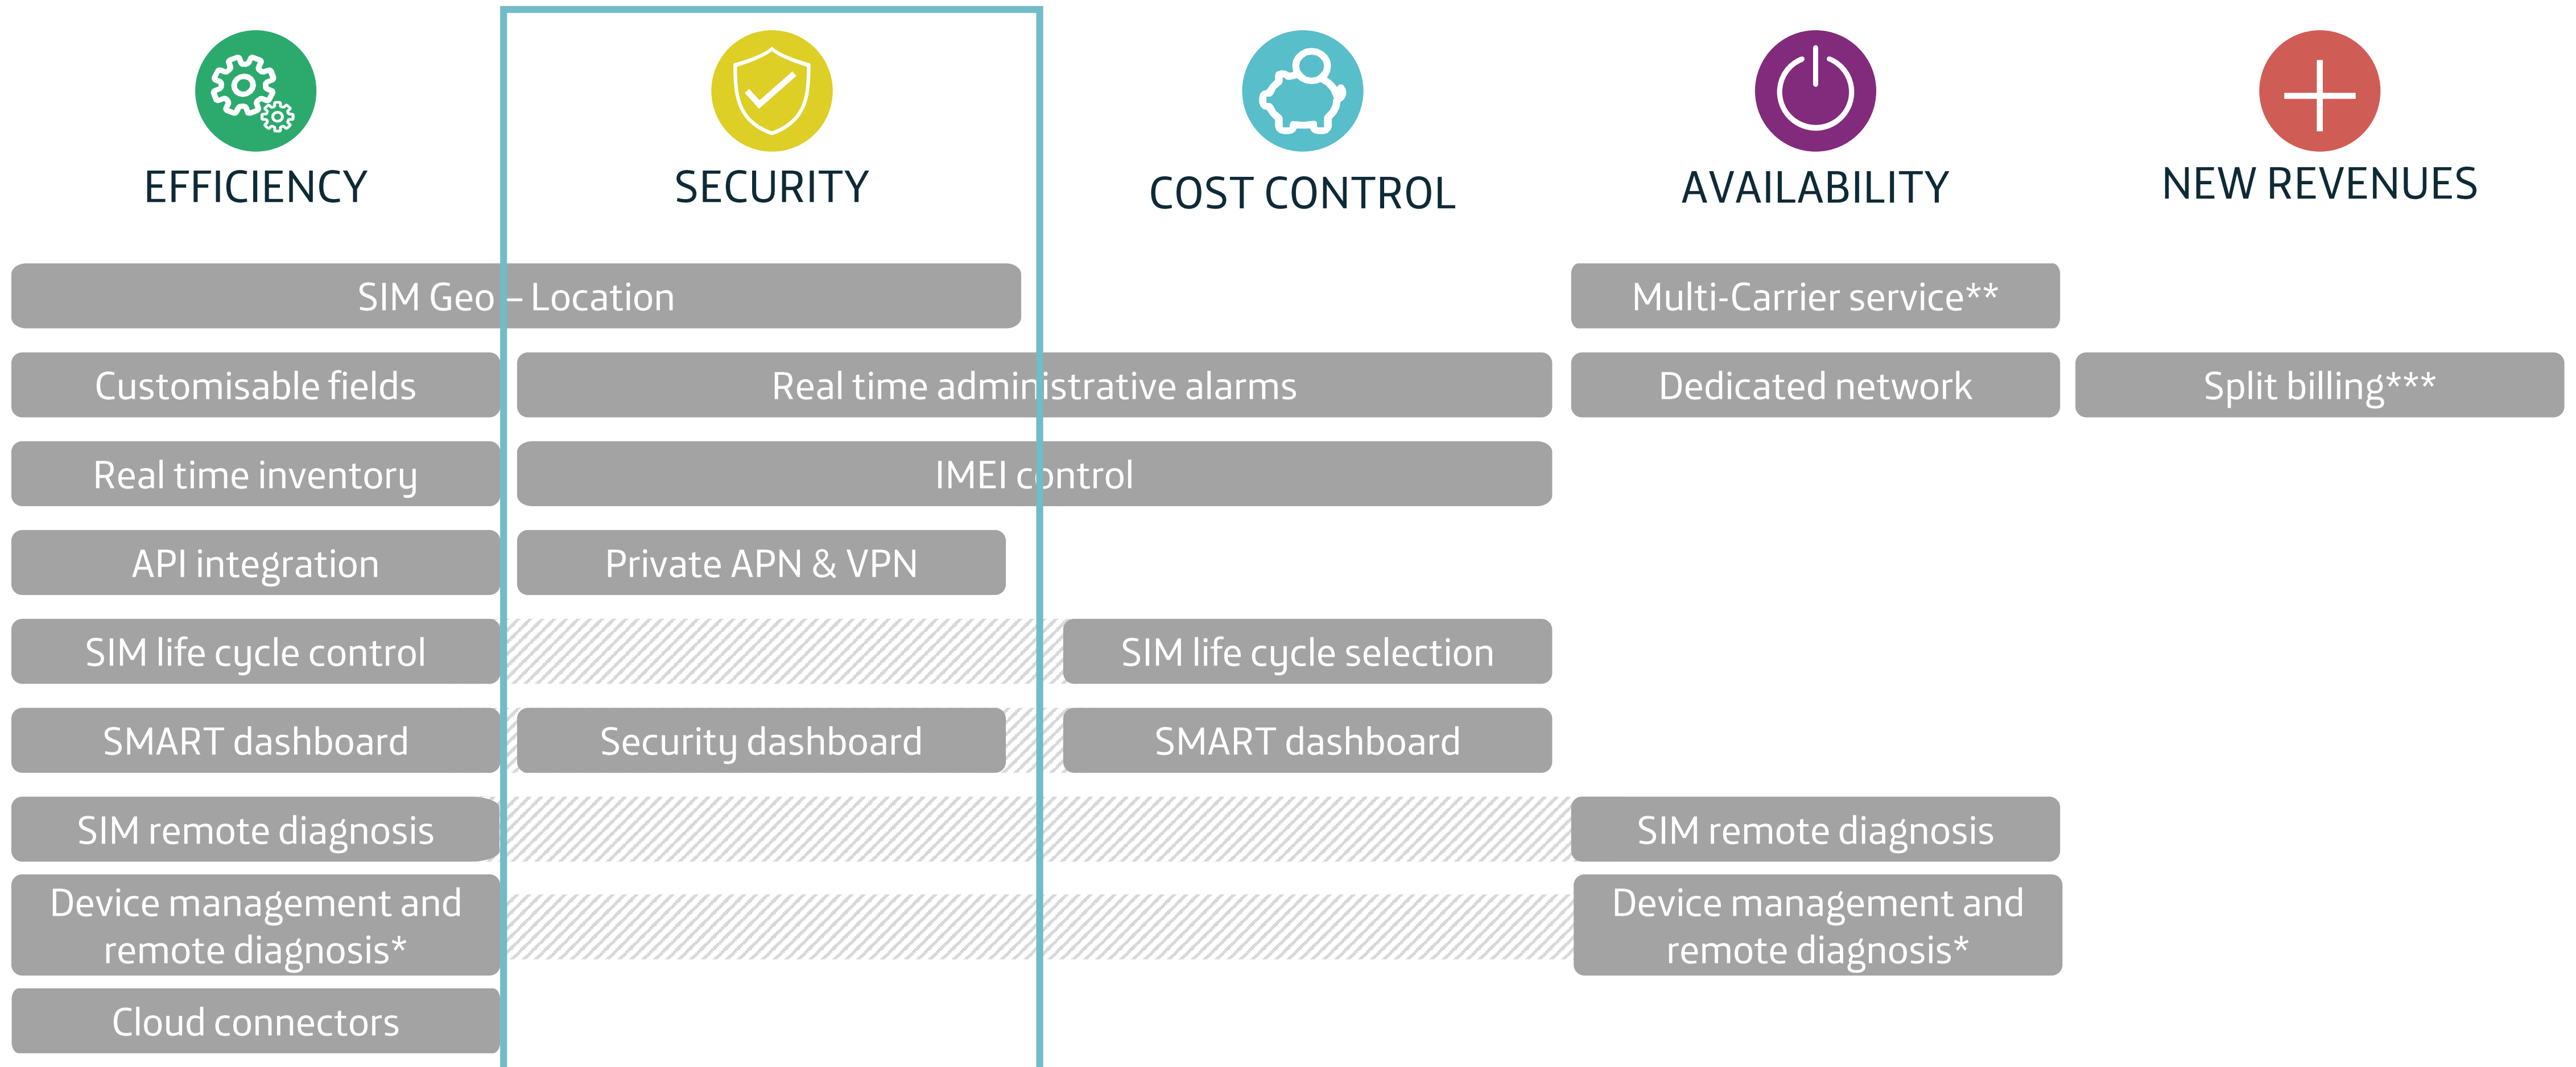 EFFICIENCY
SECURITY
COST CONTROL
AVAILABILITY
NEW REVENUES
SIM Geo – Location
Multi-Carrier service**
Customisable fields
Real time administrative alarms
Dedicated network
Split billing***
Real time inventory
IMEI control
API integration
Private APN & VPN
SIM life cycle control
SIM life cycle selection
SMART dashboard
Security dashboard
SMART dashboard
SIM remote diagnosis
SIM remote diagnosis
Device management and
remote diagnosis*
Device management and
remote diagnosis*
Cloud connectors